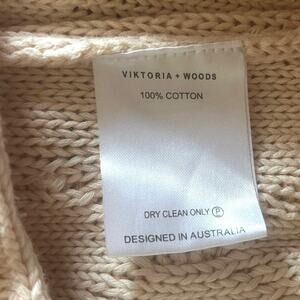 VIKTORIA + WOODS
100% COTTON
DRY CLEAN ONLY Ⓟ
DESIGNED IN AUSTRALIA